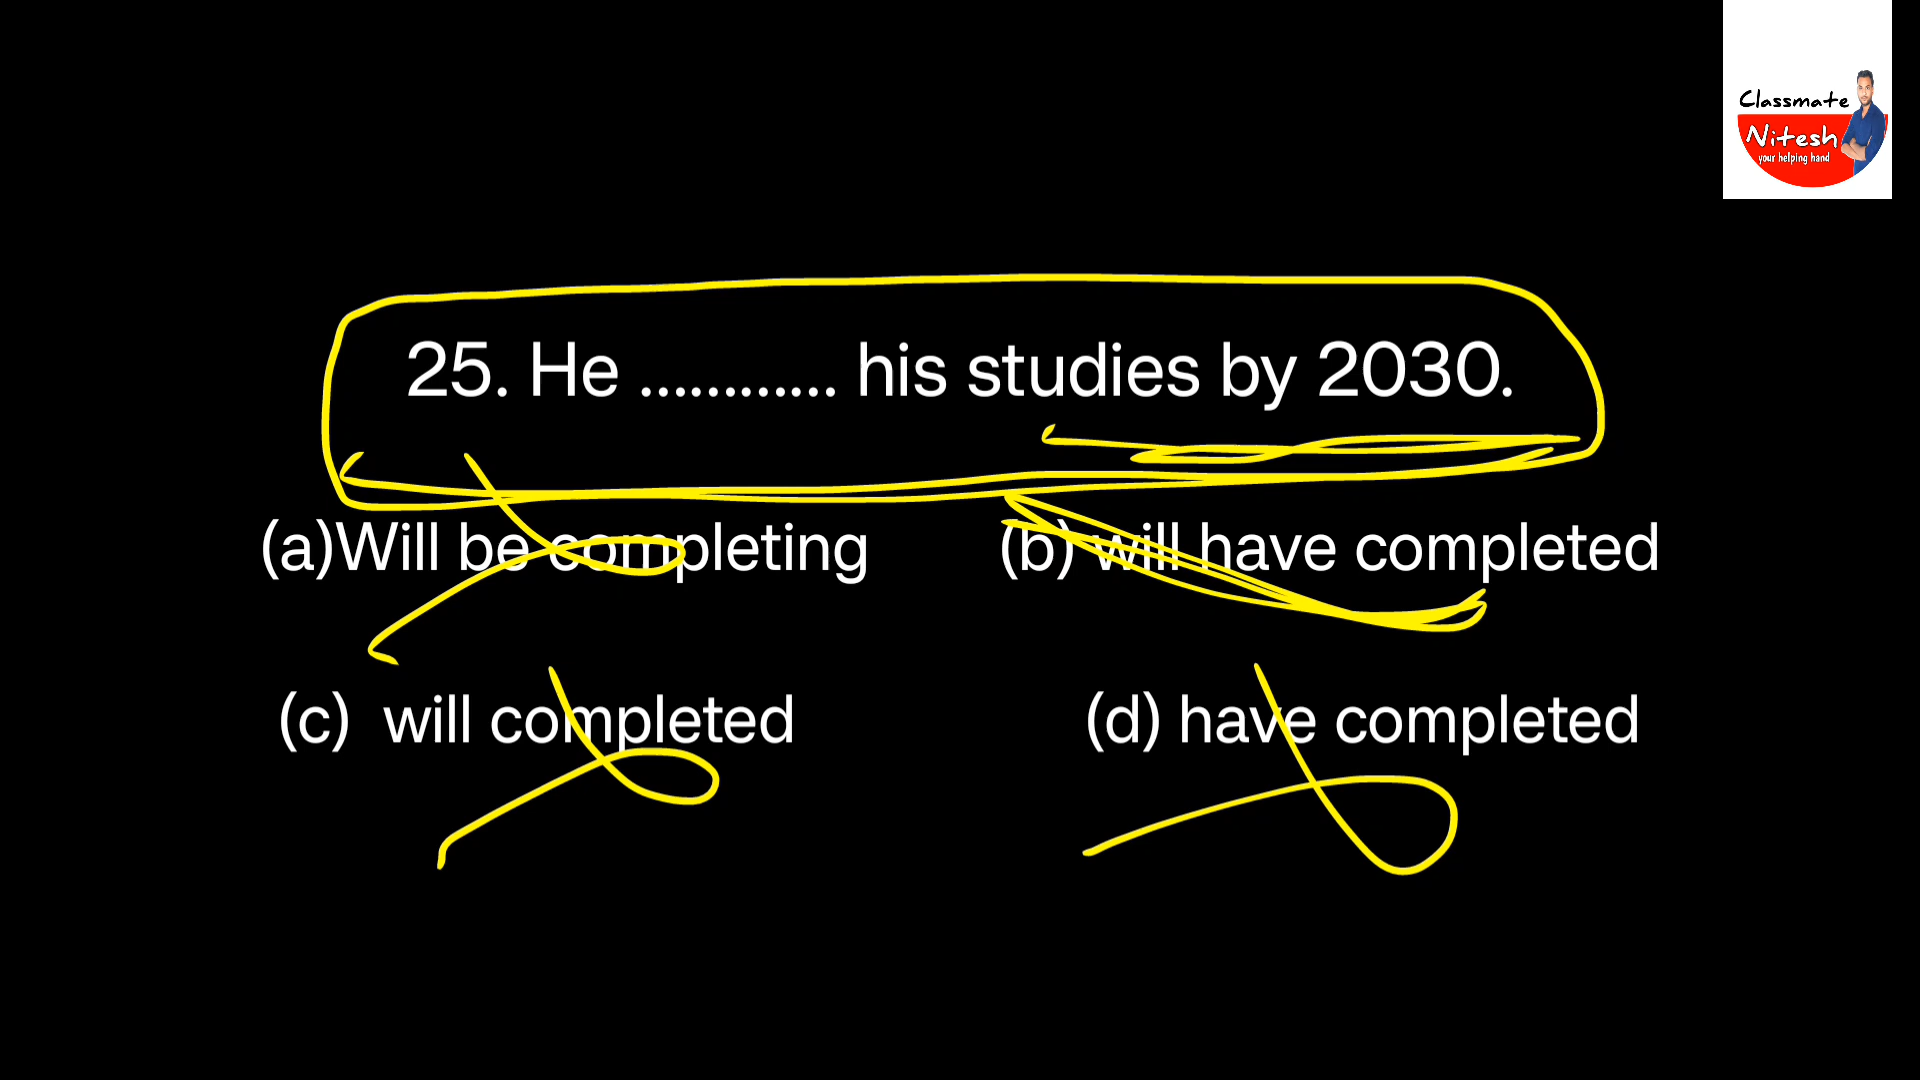 Classmate
Nitesh
your helping hand
25. He ............ his studies by 2030.
(a)Will be completing (b) will have completed
(c) will completed (d) have completed